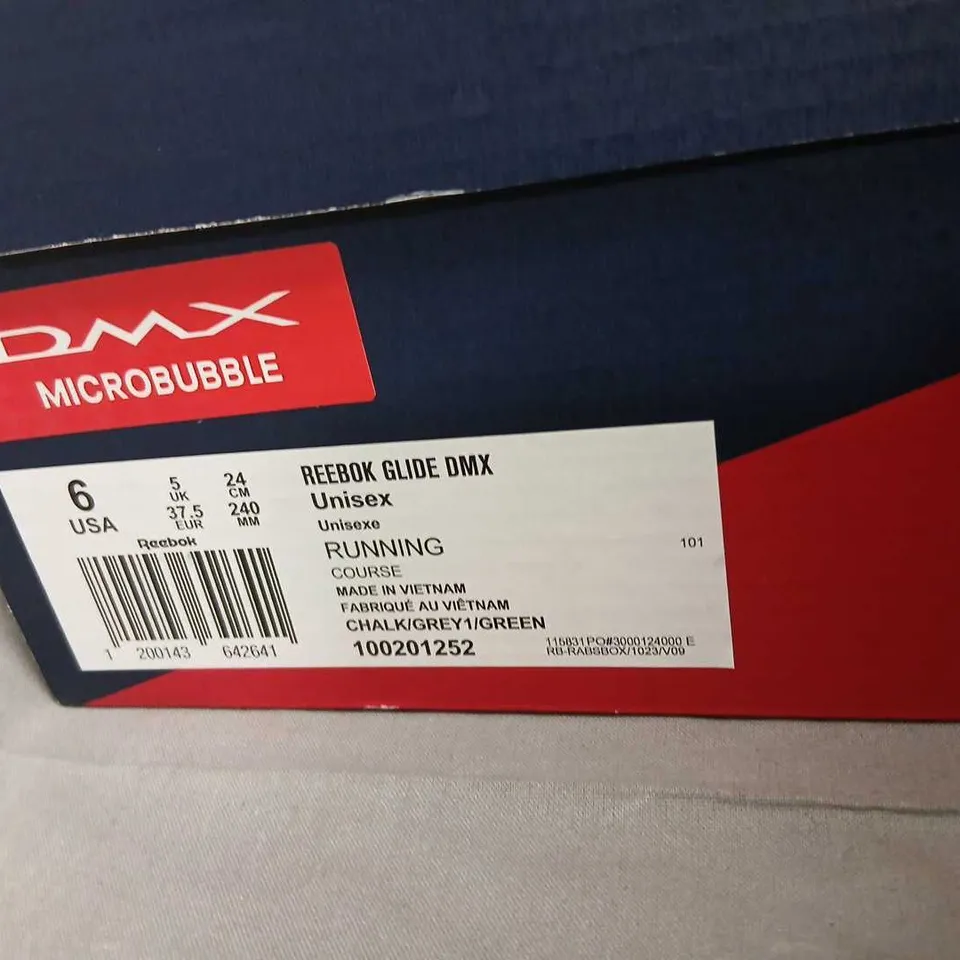 DMX
MICROBUBBLE
6
USA
5
UK
37.5
EUR
24
CM
240
MM
Reebok
1 200143 642641
REEBOK GLIDE DMX
Unisex
Unisexe
RUNNING
101
COURSE
MADE IN VIETNAM
FABRIQUÉ AU VIÊTNAM
CHALK/GREY1/GREEN
100201252
115831 PO#3000124000 E
RB-RABSBOX/1023/V09